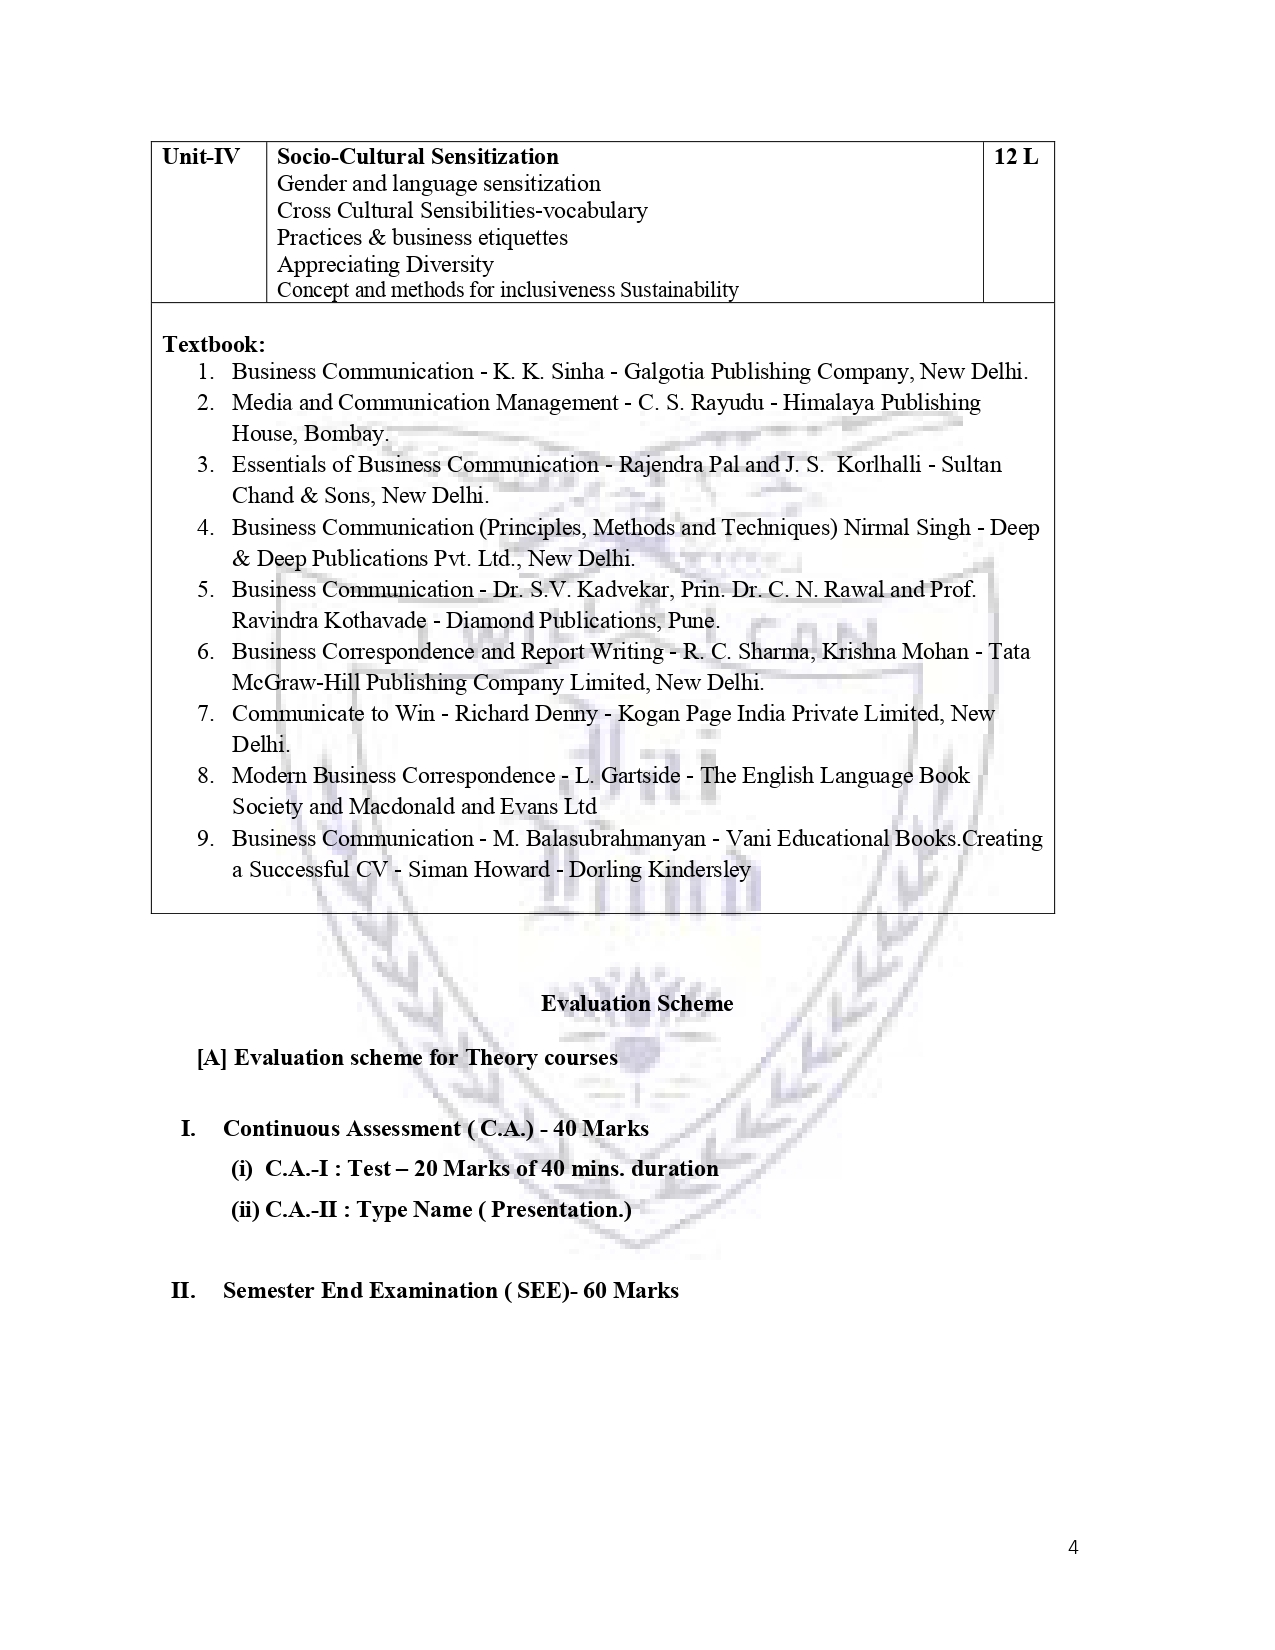 Unit-IV Socio-Cultural Sensitization 12 L
Gender and language sensitization
Cross Cultural Sensibilities-vocabulary
Practices & business etiquettes
Appreciating Diversity
Concept and methods for inclusiveness Sustainability
Textbook:
1. Business Communication - K. K. Sinha - Galgotia Publishing Company, New Delhi.
2. Media and Communication Management - C. S. Rayudu - Himalaya Publishing
House, Bombay.
3. Essentials of Business Communication - Rajendra Pal and J. S. Korlhalli - Sultan
Chand & Sons, New Delhi.
4. Business Communication (Principles, Methods and Techniques) Nirmal Singh - Deep
& Deep Publications Pvt. Ltd., New Delhi.
5. Business Communication - Dr. S.V. Kadvekar, Prin. Dr. C. N. Rawal and Prof.
Ravindra Kothavade - Diamond Publications, Pune.
I WILL & I CAN
6. Business Correspondence and Report Writing - R. C. Sharma, Krishna Mohan - Tata
McGraw-Hill Publishing Company Limited, New Delhi.
7. Communicate to Win - Richard Denny - Kogan Page India Private Limited, New
Delhi.
Jai
8. Modern Business Correspondence - L. Gartside - The English Language Book
Society and Macdonald and Evans Ltd
9. Business Communication - M. Balasubrahmanyan - Vani Educational Books.Creating
a Successful CV - Siman Howard - Dorling Kindersley
Hind
Evaluation Scheme
[A] Evaluation scheme for Theory courses
I. Continuous Assessment ( C.A.) - 40 Marks
(i) C.A.-I : Test – 20 Marks of 40 mins. duration
(ii) C.A.-II : Type Name ( Presentation.)
II. Semester End Examination ( SEE)- 60 Marks
4